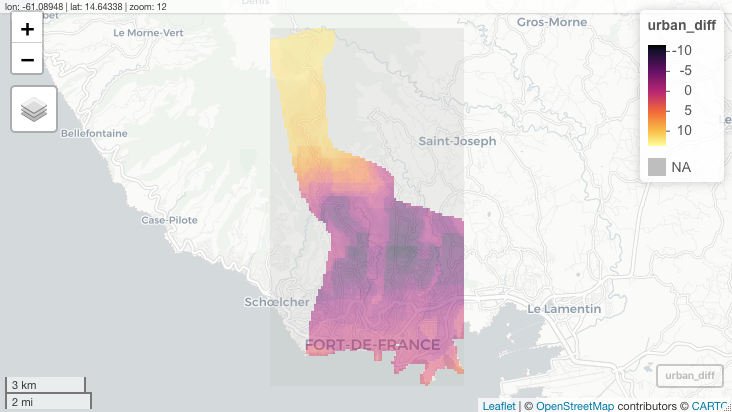 lon: -61.08948 | lat: 14.64338 | zoom: 12
Denis
Gros-Morne
Le Morne-Vert
+
−
urban_diff
-10
-5
0
5
10
NA
Bellefontaine
Saint-Joseph
Case-Pilote
Schœlcher
Le Lamentin
FORT-DE-FRANCE
urban_diff
3 km
2 mi
Leaflet | © OpenStreetMap contributors © CARTO